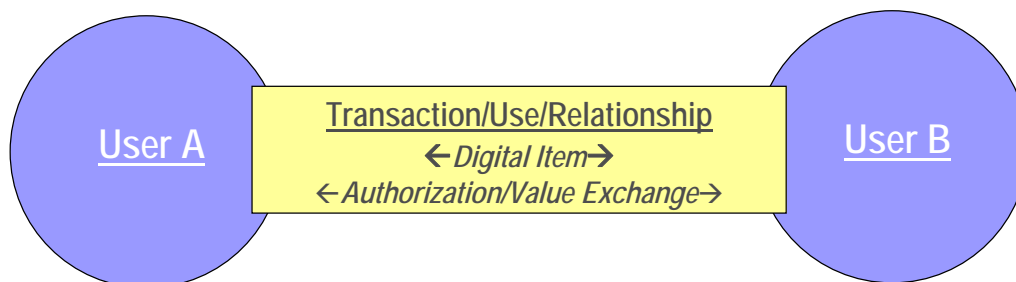 User A
Transaction/Use/Relationship
←Digital Item→
←Authorization/Value Exchange→
User B